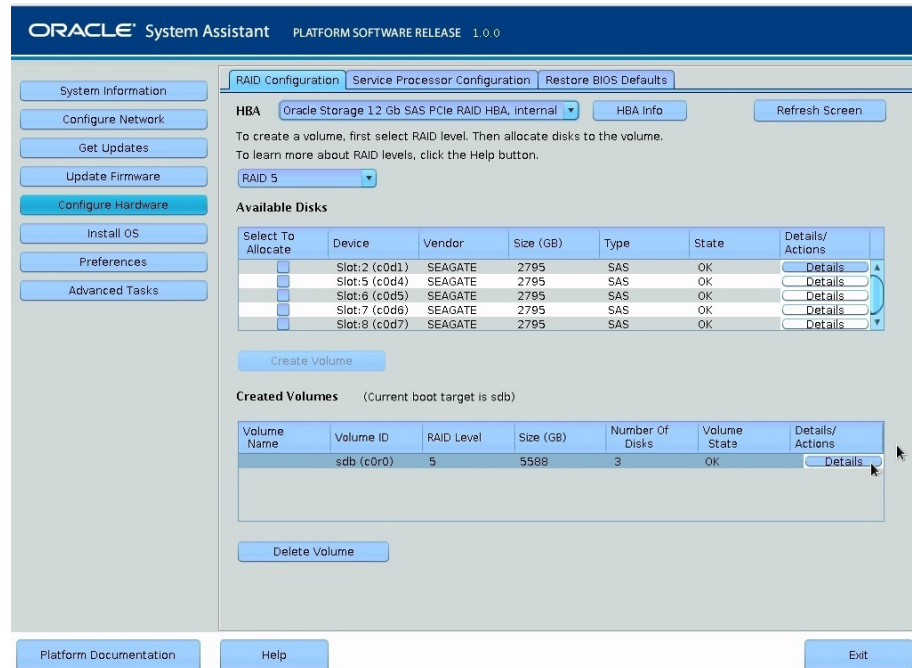 ORACLE System Assistant PLATFORM SOFTWARE RELEASE 1.0.0
System Information
Configure Network
Get Updates
Update Firmware
Configure Hardware
Install OS
Preferences
Advanced Tasks
RAID Configuration Service Processor Configuration Restore BIOS Defaults
HBA Oracle Storage 12 Gb SAS PCIe RAID HBA, internal HBA Info Refresh Screen
To create a volume, first select RAID level. Then allocate disks to the volume.
To learn more about RAID levels, click the Help button.
RAID 5
Available Disks
Select To Allocate Device Vendor Size (GB) Type State Details/ Actions
Slot:2 (c0d1) SEAGATE 2795 SAS OK Details
Slot:5 (c0d4) SEAGATE 2795 SAS OK Details
Slot:6 (c0d5) SEAGATE 2795 SAS OK Details
Slot:7 (c0d6) SEAGATE 2795 SAS OK Details
Slot:8 (c0d7) SEAGATE 2795 SAS OK Details
Create Volume
Created Volumes (Current boot target is sdb)
Volume Name Volume ID RAID Level Size (GB) Number Of Disks Volume State Details/ Actions
sdb (c0r0) 5 5588 3 OK Details
Delete Volume
Platform Documentation Help Exit